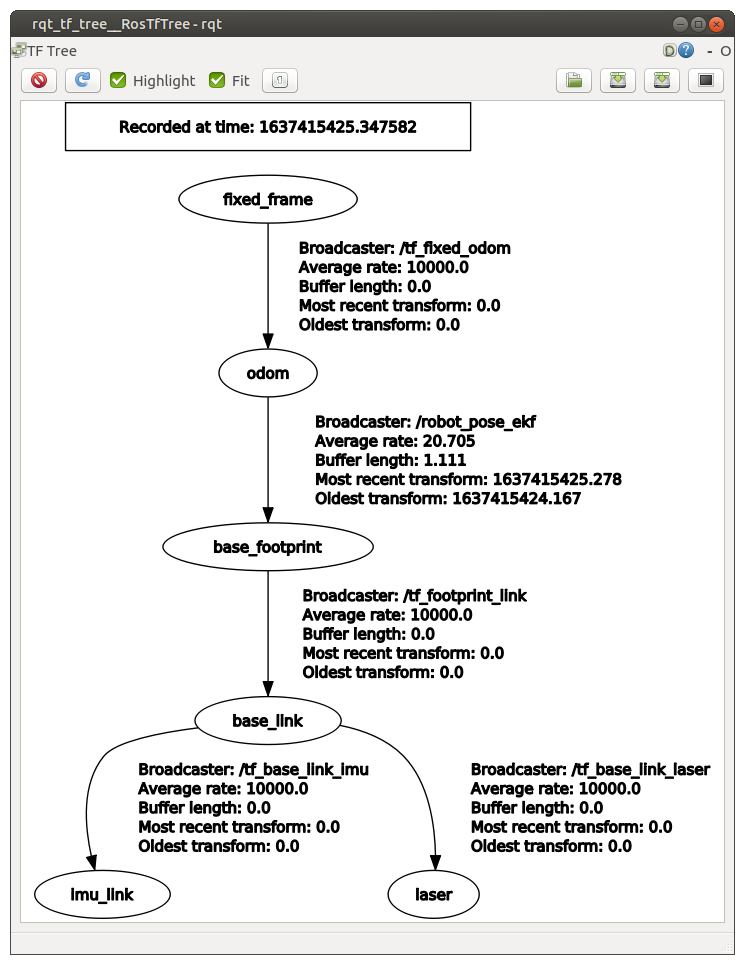 rqt_tf_tree__RosTfTree - rqt
TF Tree
D ? - O
Highlight
Fit
Recorded at time: 1637415425.347582
fixed_frame
Broadcaster: /tf_fixed_odom
Average rate: 10000.0
Buffer length: 0.0
Most recent transform: 0.0
Oldest transform: 0.0
odom
Broadcaster: /robot_pose_ekf
Average rate: 20.705
Buffer length: 1.111
Most recent transform: 1637415425.278
Oldest transform: 1637415424.167
base_footprint
Broadcaster: /tf_footprint_link
Average rate: 10000.0
Buffer length: 0.0
Most recent transform: 0.0
Oldest transform: 0.0
base_link
Broadcaster: /tf_base_link_imu
Average rate: 10000.0
Buffer length: 0.0
Most recent transform: 0.0
Oldest transform: 0.0
Broadcaster: /tf_base_link_laser
Average rate: 10000.0
Buffer length: 0.0
Most recent transform: 0.0
Oldest transform: 0.0
imu_link
laser